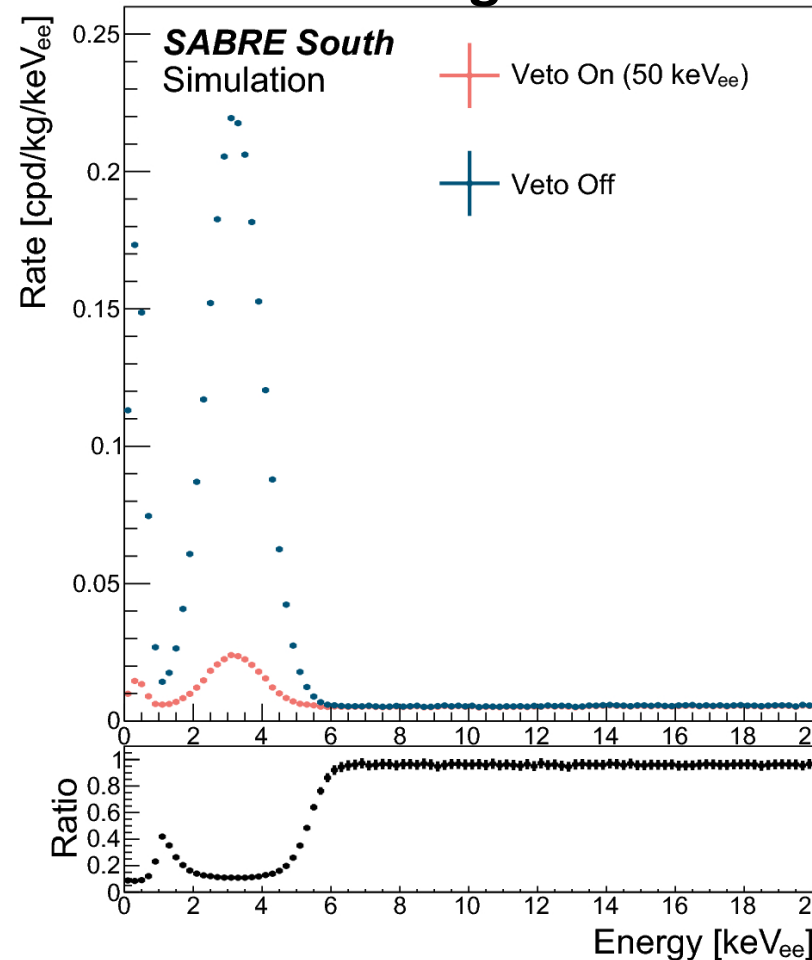 g
SABRE South
Simulation
Veto On (50 keVee)
Veto Off
Rate [cpd/kg/keVee]
0.25
0.2
0.15
0.1
0.05
0
0 2 4 6 8 10 12 14 16 18 2
Ratio
1
0.8
0.6
0.4
0.2
0
0 2 4 6 8 10 12 14 16 18 2
Energy [keVee]